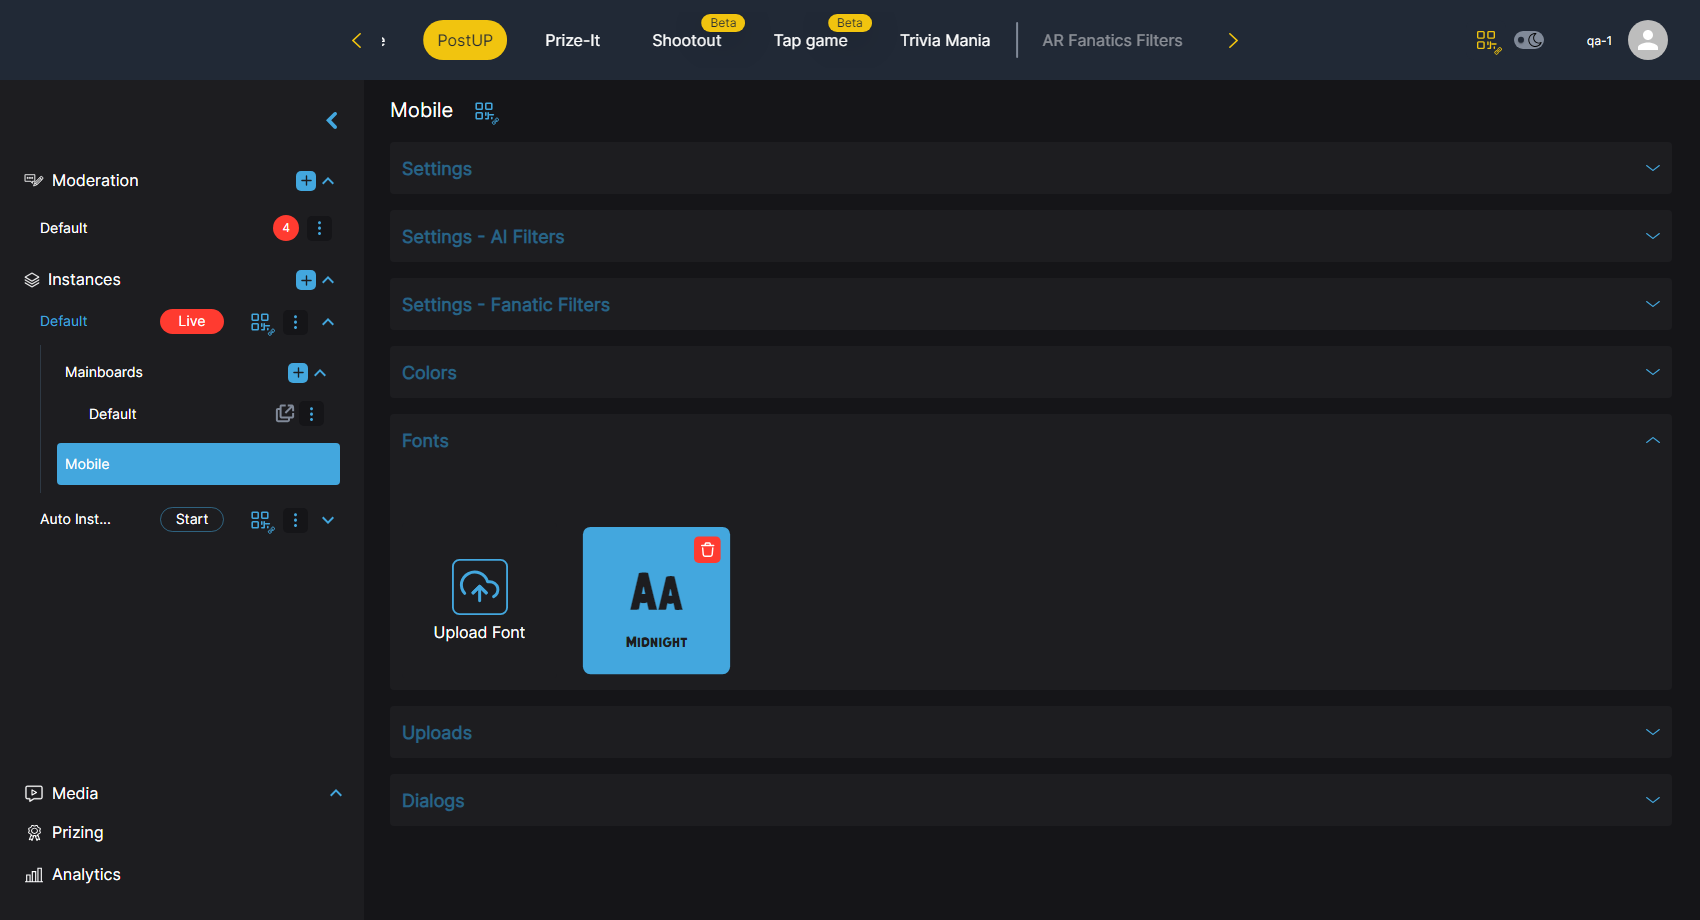 PostUP
Prize-It
Shootout
Beta
Tap game
Beta
Trivia Mania
AR Fanatics Filters
qa-1
Moderation
Default
4
Instances
Default
Live
Mainboards
Default
Mobile
Auto Inst...
Start
Media
Prizing
Analytics
Mobile
Settings
Settings - AI Filters
Settings - Fanatic Filters
Colors
Fonts
Upload Font
AA
MIDNIGHT
Uploads
Dialogs